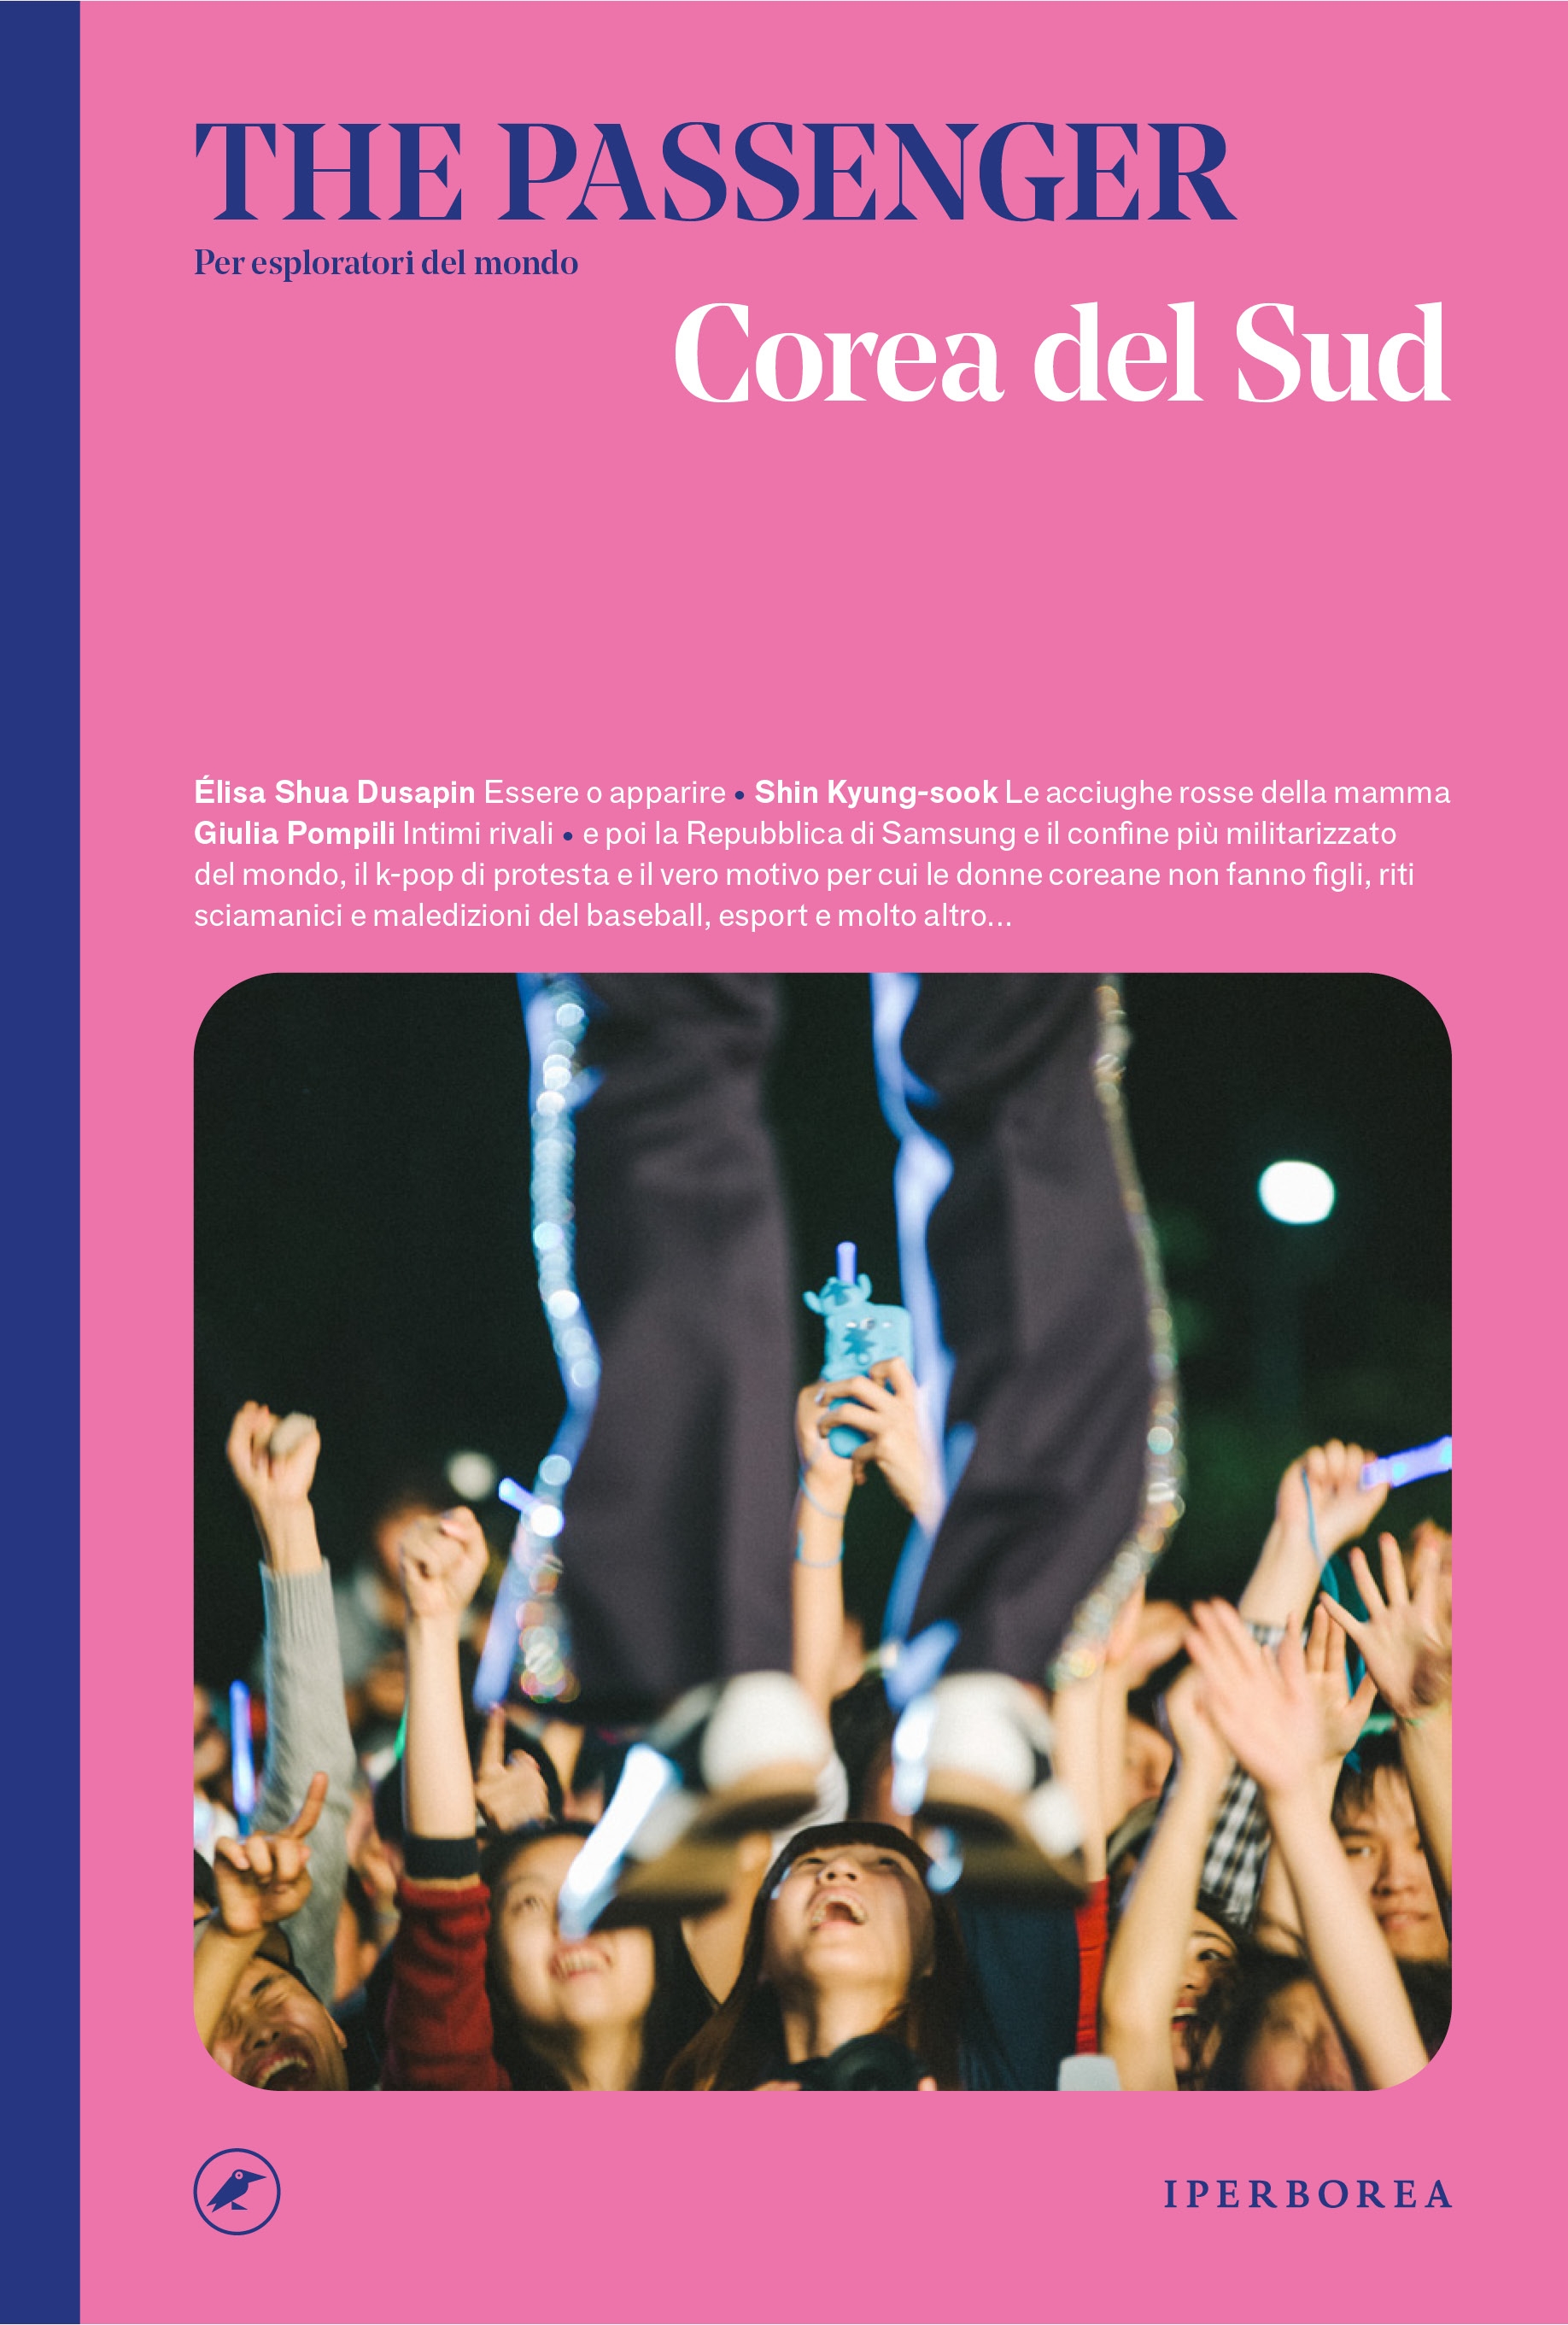 THE PASSENGER
Per esploratori del mondo
Corea del Sud
Élisa Shua Dusapin Essere o apparire • Shin Kyung-sook Le acciughe rosse della mamma
Giulia Pompili Intimi rivali • e poi la Repubblica di Samsung e il confine più militarizzato
del mondo, il k-pop di protesta e il vero motivo per cui le donne coreane non fanno figli, riti
sciamanici e maledizioni del baseball, esport e molto altro...
IPERBOREA